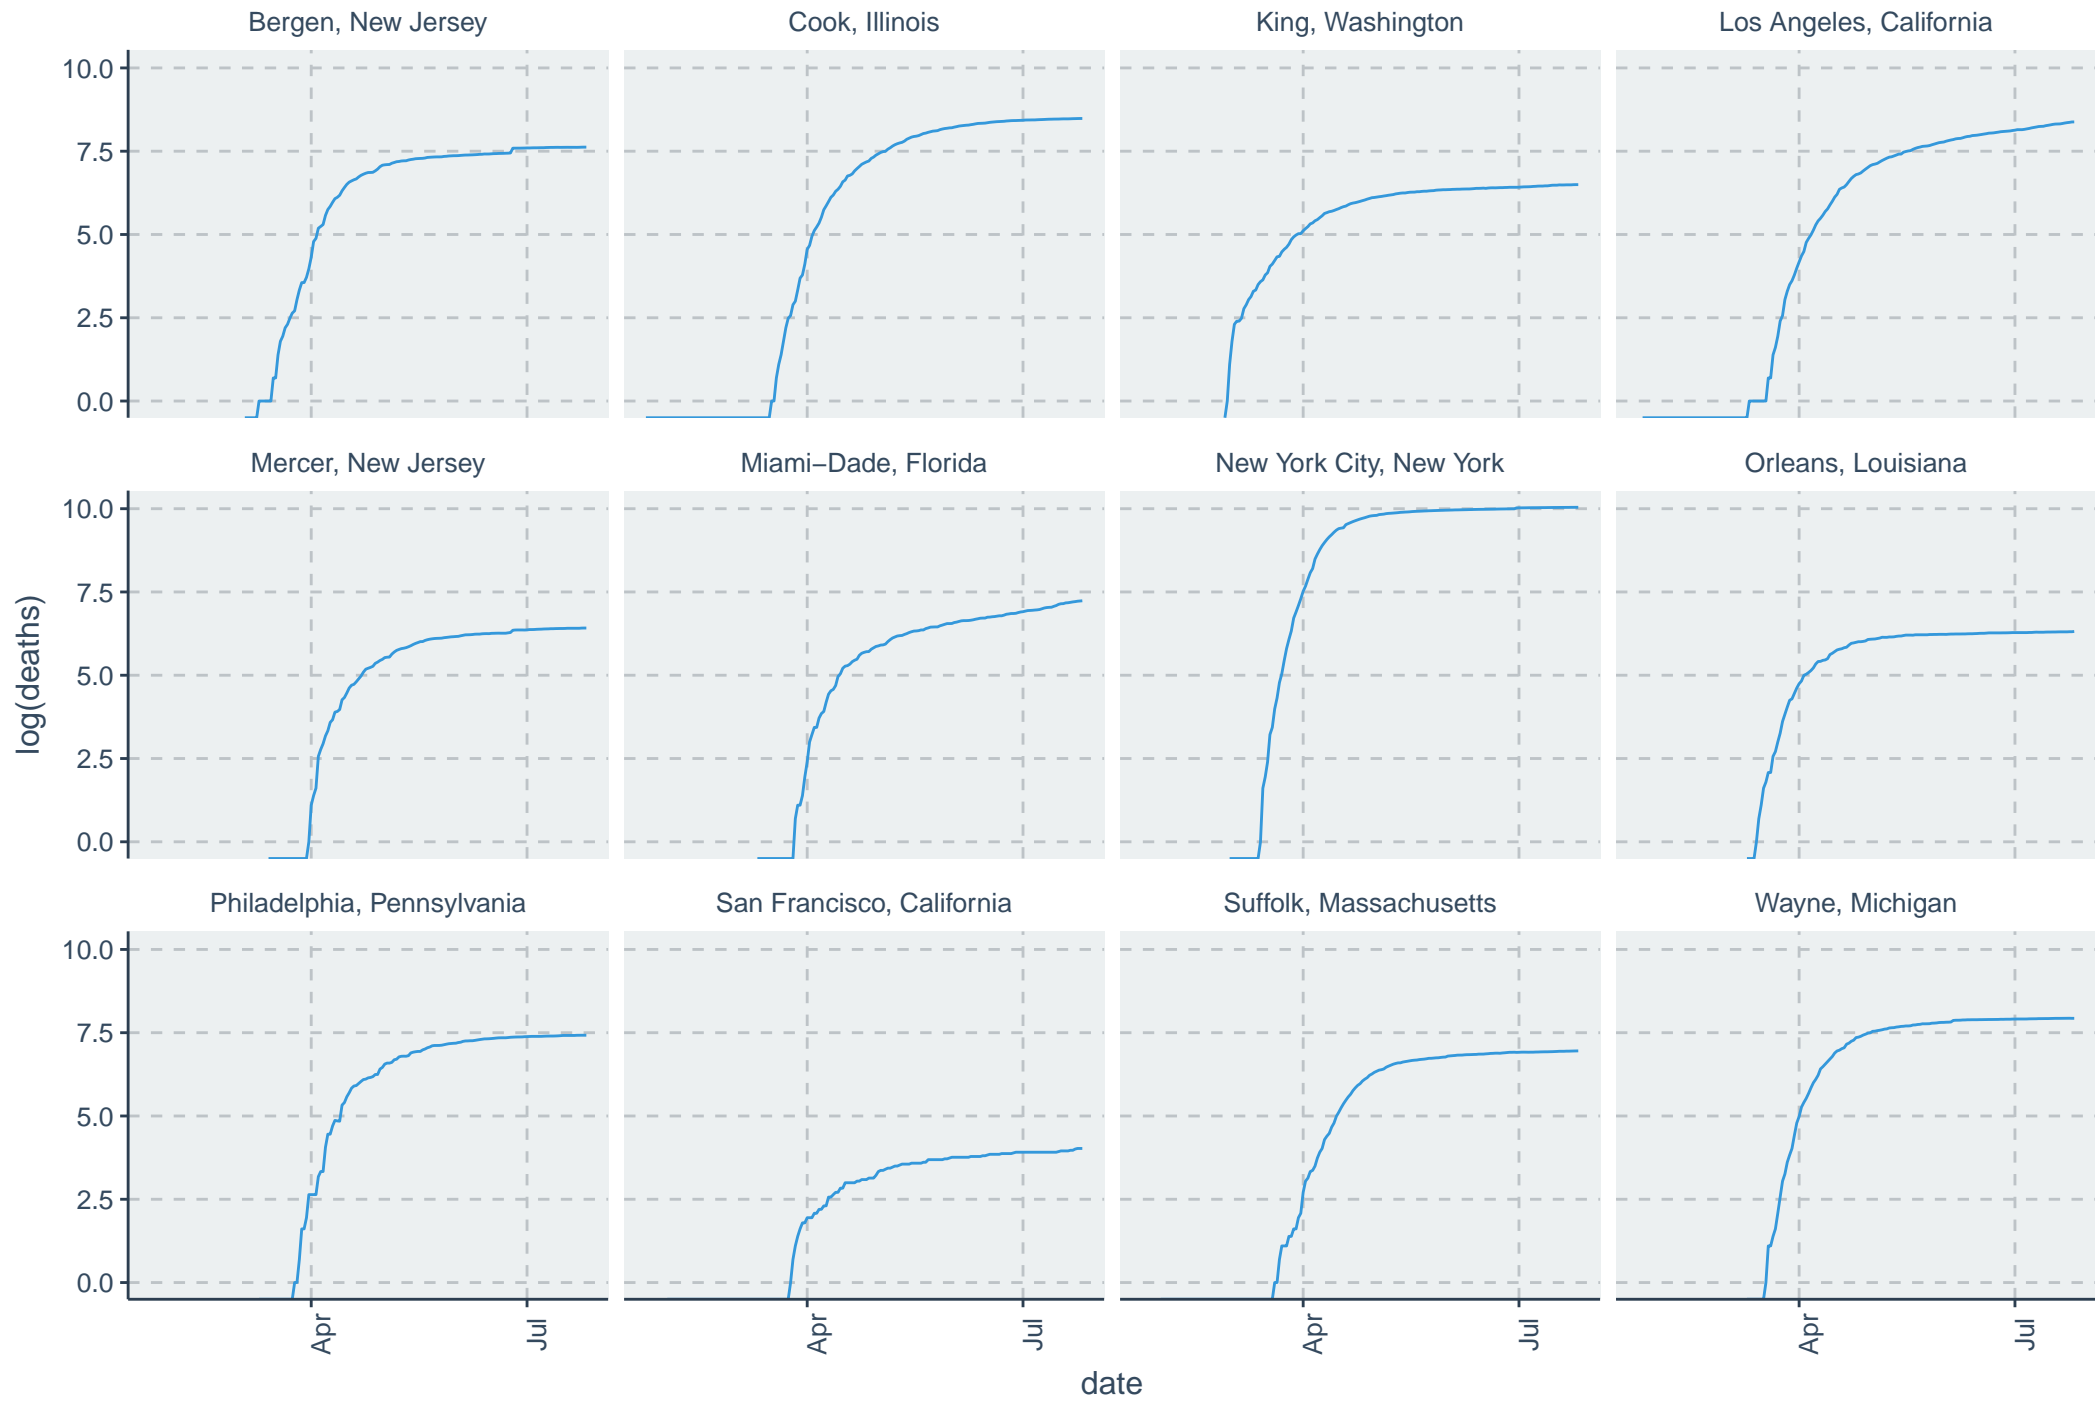 Bergen, New Jersey
Cook, Illinois
King, Washington
Los Angeles, California
10.0
7.5
5.0
2.5
0.0
Mercer, New Jersey
Miami−Dade, Florida
New York City, New York
Orleans, Louisiana
10.0
7.5
5.0
2.5
0.0
log(deaths)
Philadelphia, Pennsylvania
San Francisco, California
Suffolk, Massachusetts
Wayne, Michigan
10.0
7.5
5.0
2.5
0.0
Apr
Jul
Apr
Jul
Apr
Jul
Apr
Jul
date